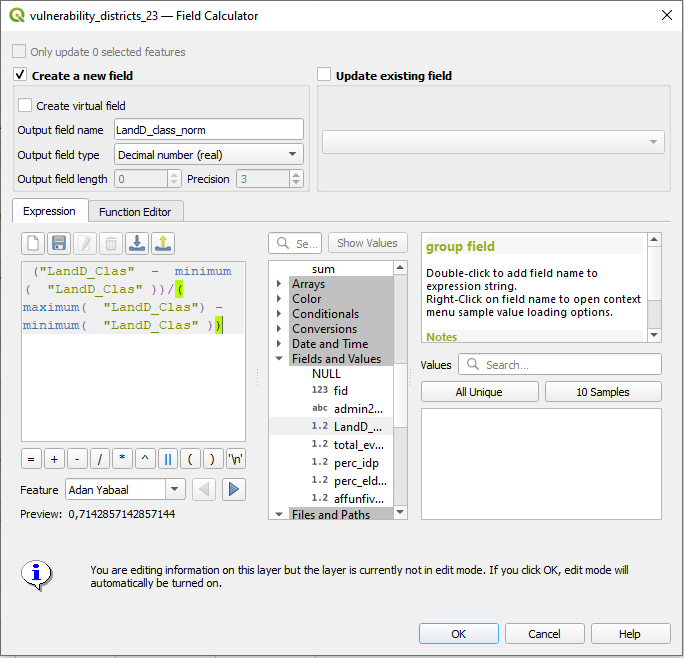 vulnerability_districts_23 — Field Calculator
Only update 0 selected features
Create a new field
Update existing field
Create virtual field
Output field name
LandD_class_norm
Output field type
Decimal number (real)
Output field length
0
Precision
3
Expression
Function Editor
Se...
Show Values
("LandD_Clas" - minimum
( "LandD_Clas" ))/(
maximum( "LandD_Clas") -
minimum( "LandD_Clas" ))
sum
Arrays
Color
Conditionals
Conversions
Date and Time
Fields and Values
NULL
123 fid
abc admin2...
1.2 LandD_...
1.2 total_ev...
1.2 perc_idp
1.2 perc_eld...
1.2 affunfiv...
Files and Paths
group field
Double-click to add field name to
expression string.
Right-Click on field name to open context
menu sample value loading options.
Notes
Values
Search...
All Unique
10 Samples
= + - / * ^ || ( ) '\n'
Feature
Adan Yabaal
Preview: 0,7142857142857144
You are editing information on this layer but the layer is currently not in edit mode. If you click OK, edit mode will
automatically be turned on.
OK
Cancel
Help